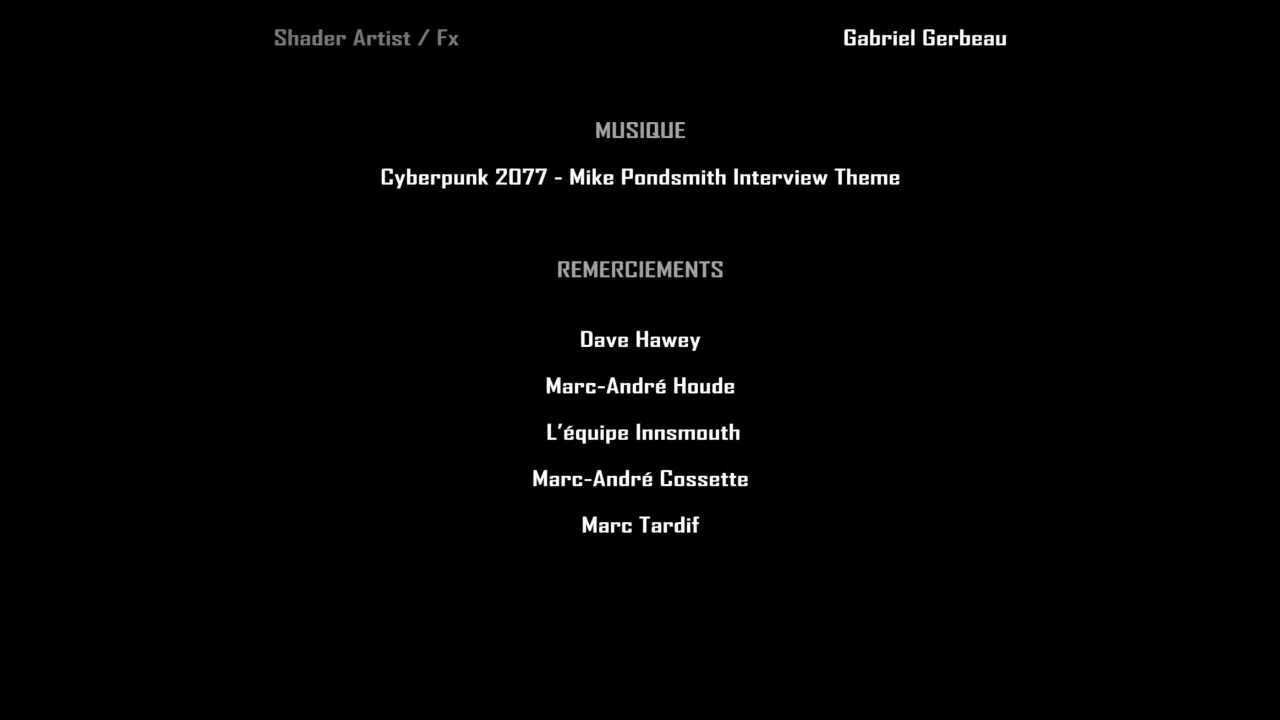 Shader Artist / Fx Gabriel Gerbeau
MUSIQUE
Cyberpunk 2077 - Mike Pondsmith Interview Theme
REMERCIEMENTS
Dave Hawey
Marc-André Houde
L'équipe Innsmouth
Marc-André Cossette
Marc Tardif